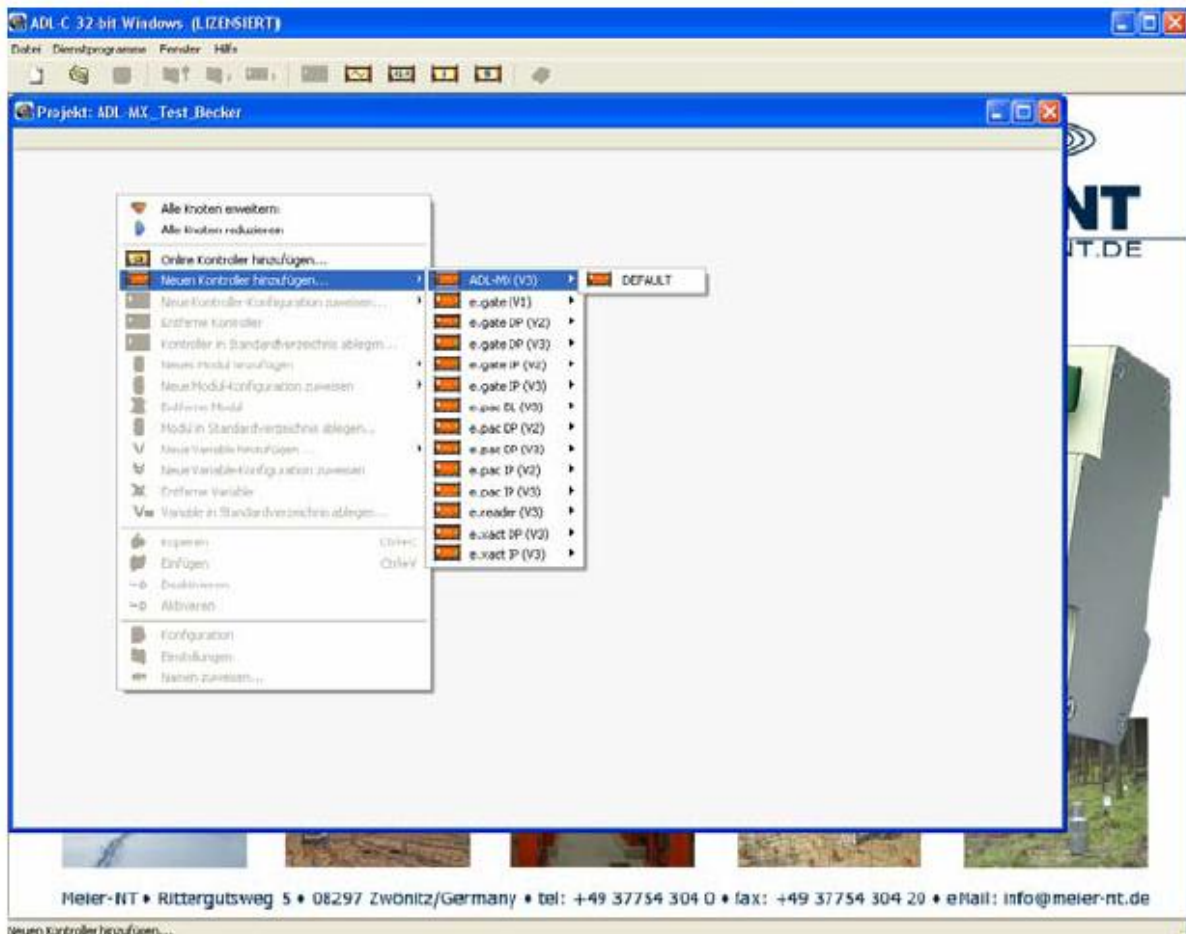 ADL-C 32-bit Windows (LIZENSIERT)
Datei Dienstprogramme Fenster Hilfe
Projekt: ADL-MX_Test_Becker
NT
NT.DE
Alle Knoten erweitern
Alle Knoten reduzieren
Online Kontroller hinzufügen...
Neuen Kontroller hinzufügen...
Neue Kontroller-Konfiguration zuweisen...
Entferne Kontroller
Kontroller in Standardverzeichnis ablegen...
Neues Modul hinzufügen
Neue Modul-Konfiguration zuweisen
Entferne Modul
Modul in Standardverzeichnis ablegen...
Neue Variable hinzufügen ...
Neue Variable-Konfiguration zuweisen
Entferne Variable
Variable in Standardverzeichnis ablegen...
Kopieren Ctrl+C
Einfügen Ctrl+V
Deaktivieren
Aktivieren
Konfiguration
Einstellungen
Namen zuweisen...
ADL-MX (V3)
e.gate (V1)
e.gate DP (V2)
e.gate DP (V3)
e.gate IP (V2)
e.gate IP (V3)
e.pac DL (V3)
e.pac DP (V2)
e.pac DP (V3)
e.pac IP (V2)
e.pac IP (V3)
e.reader (V3)
e.xact DP (V3)
e.xact IP (V3)
DEFAULT
Meier-NT • Rittergutsweg 5 • 08297 Zwönitz/Germany • tel: +49 37754 304 0 • fax: +49 37754 304 20 • eMail: info@meier-nt.de
Neuen Kontroller hinzufügen...